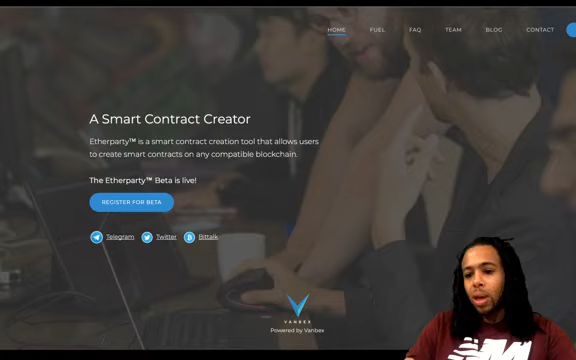 HOME FUEL FAQ TEAM BLOG CONTACT
A Smart Contract Creator
Etherparty™ is a smart contract creation tool that allows users
to create smart contracts on any compatible blockchain.
The Etherparty™ Beta is live!
REGISTER FOR BETA
Telegram Twitter Bittalk
VANBEX
Powered by Vanbex